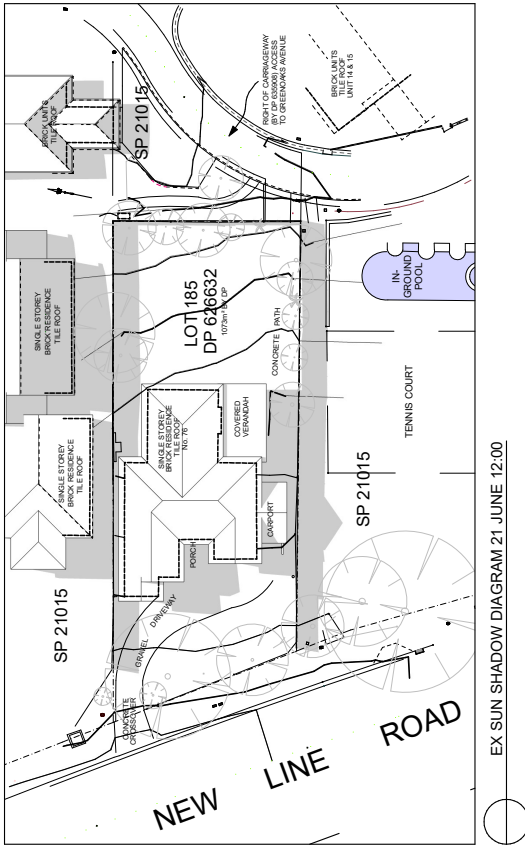 BRICK UNITS
TILE ROOF
SP 21015
RIGHT OF CARRIAGEWAY
(BY DP 635908) ACCESS
TO GREENOAKS AVENUE
BRICK UNITS
TILE ROOF
UNIT 14 & 15
SINGLE STOREY
BRICK RESIDENCE
TILE ROOF
LOT 185
DP 626632
1073m² BY DP
IN-
GROUND
POOL
CONCRETE PATH
SINGLE STOREY
BRICK RESIDENCE
TILE ROOF
SINGLE STOREY
BRICK RESIDENCE
TILE ROOF
No. 76
COVERED
VERANDAH
TENNIS COURT
CARPORT
PORCH
SP 21015
SP 21015
GRAVEL DRIVEWAY
CONCRETE
CROSSOVER
NEW LINE ROAD
EX SUN SHADOW DIAGRAM 21 JUNE 12:00